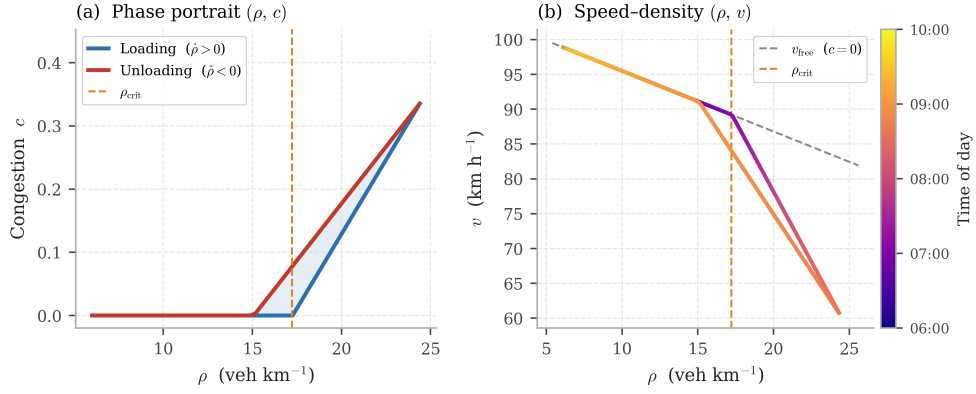 (a) Phase portrait (ρ, c)
Loading (ρ̇ > 0)
Unloading (ρ̇ < 0)
ρcrit
0.4
0.3
0.2
0.1
0.0
Congestion c
10
15
20
25
ρ (veh km⁻¹)
(b) Speed–density (ρ, v)
vfree (c = 0)
ρcrit
100
95
90
85
80
75
70
65
60
v (km h⁻¹)
5
10
15
20
25
ρ (veh km⁻¹)
10:00
09:00
08:00
07:00
06:00
Time of day